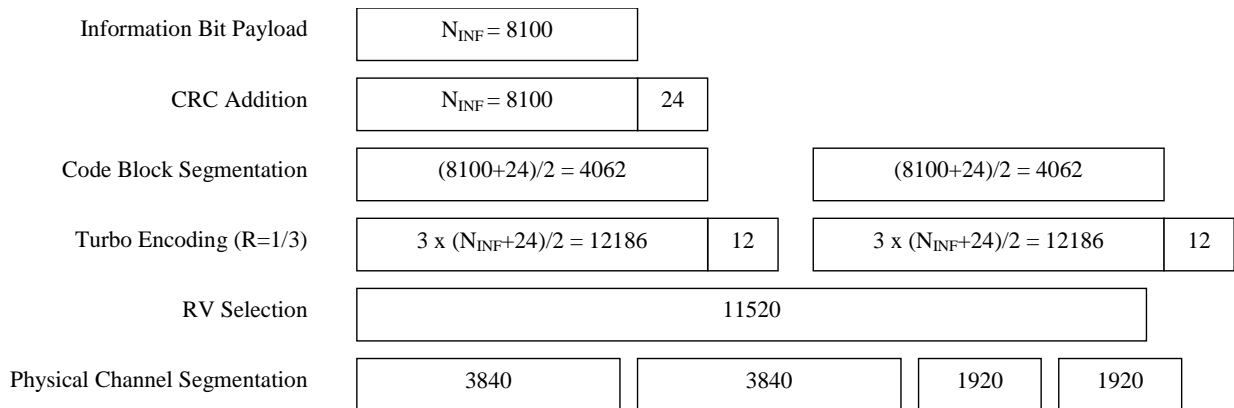 Information Bit Payload N_INF = 8100
CRC Addition N_INF = 8100 24
Code Block Segmentation (8100+24)/2 = 4062 (8100+24)/2 = 4062
Turbo Encoding (R=1/3) 3 x (N_INF+24)/2 = 12186 12 3 x (N_INF+24)/2 = 12186 12
RV Selection 11520
Physical Channel Segmentation 3840 3840 1920 1920